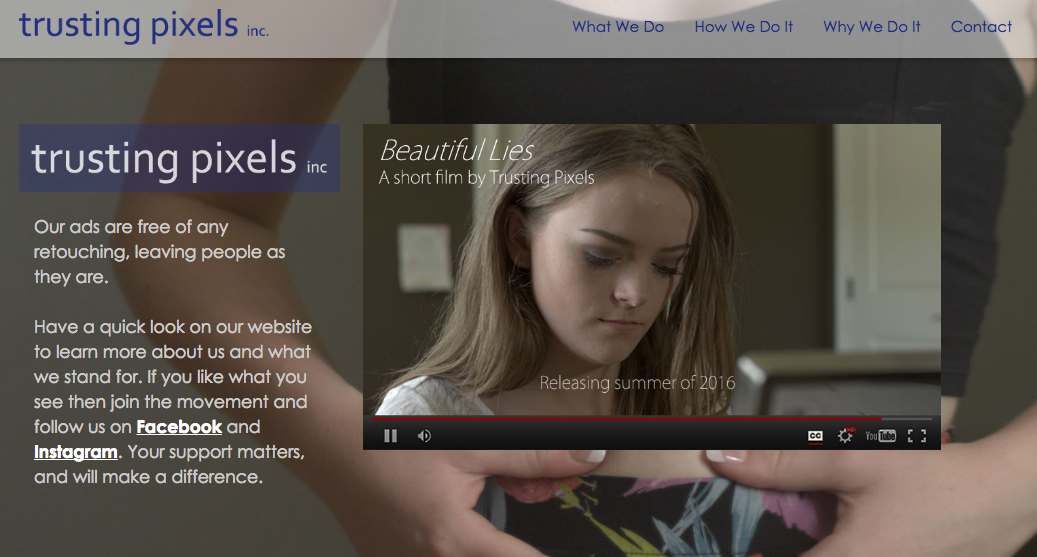 trusting pixels inc.
What We Do How We Do It Why We Do It Contact
trusting pixels inc
Our ads are free of any
retouching, leaving people as
they are.
Have a quick look on our website
to learn more about us and what
we stand for. If you like what you
see then join the movement and
follow us on Facebook and
Instagram. Your support matters,
and will make a difference.
Beautiful Lies
A short film by Trusting Pixels
Releasing summer of 2016
CC HD YouTube